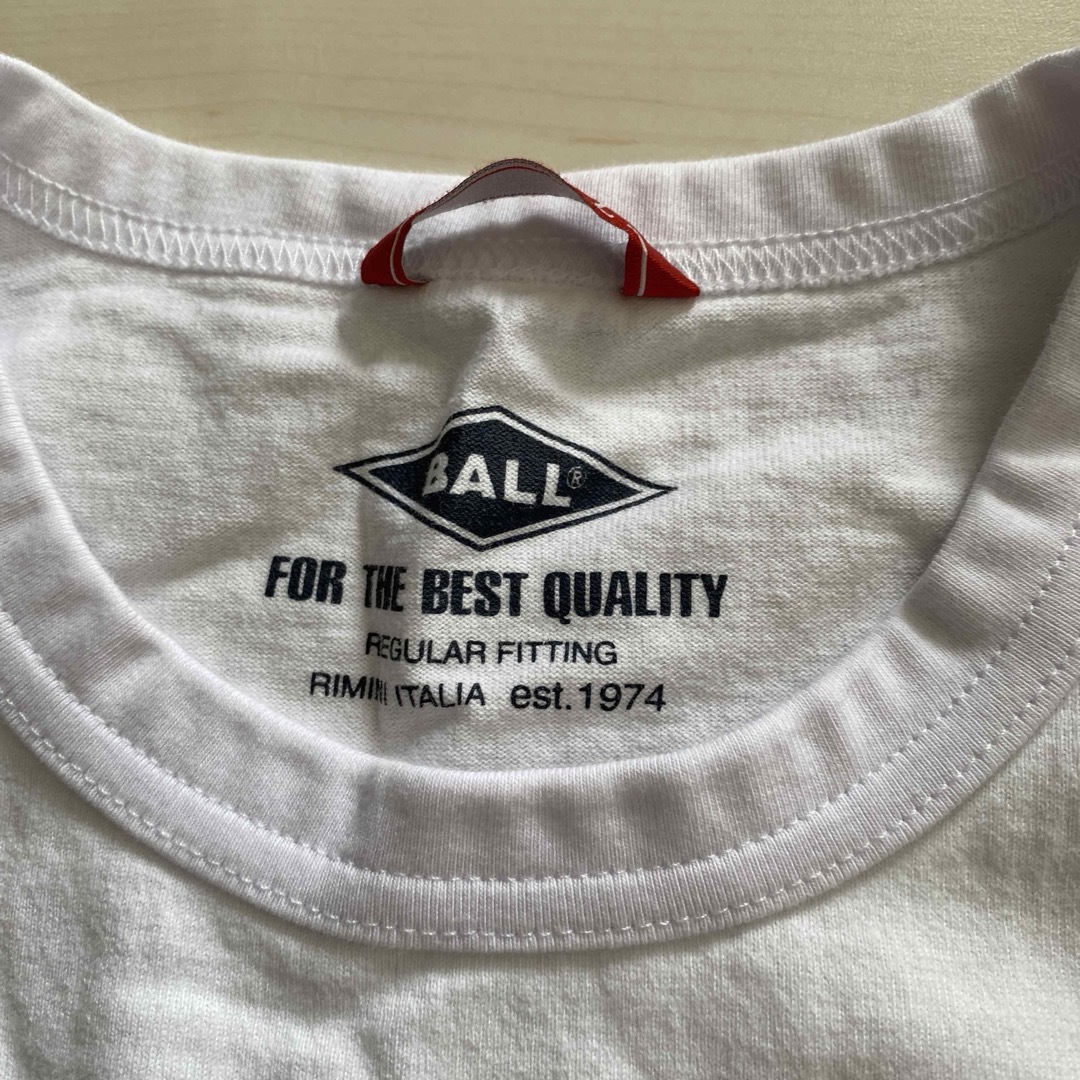 BALL®
FOR THE BEST QUALITY
REGULAR FITTING
RIMINI ITALIA est.1974